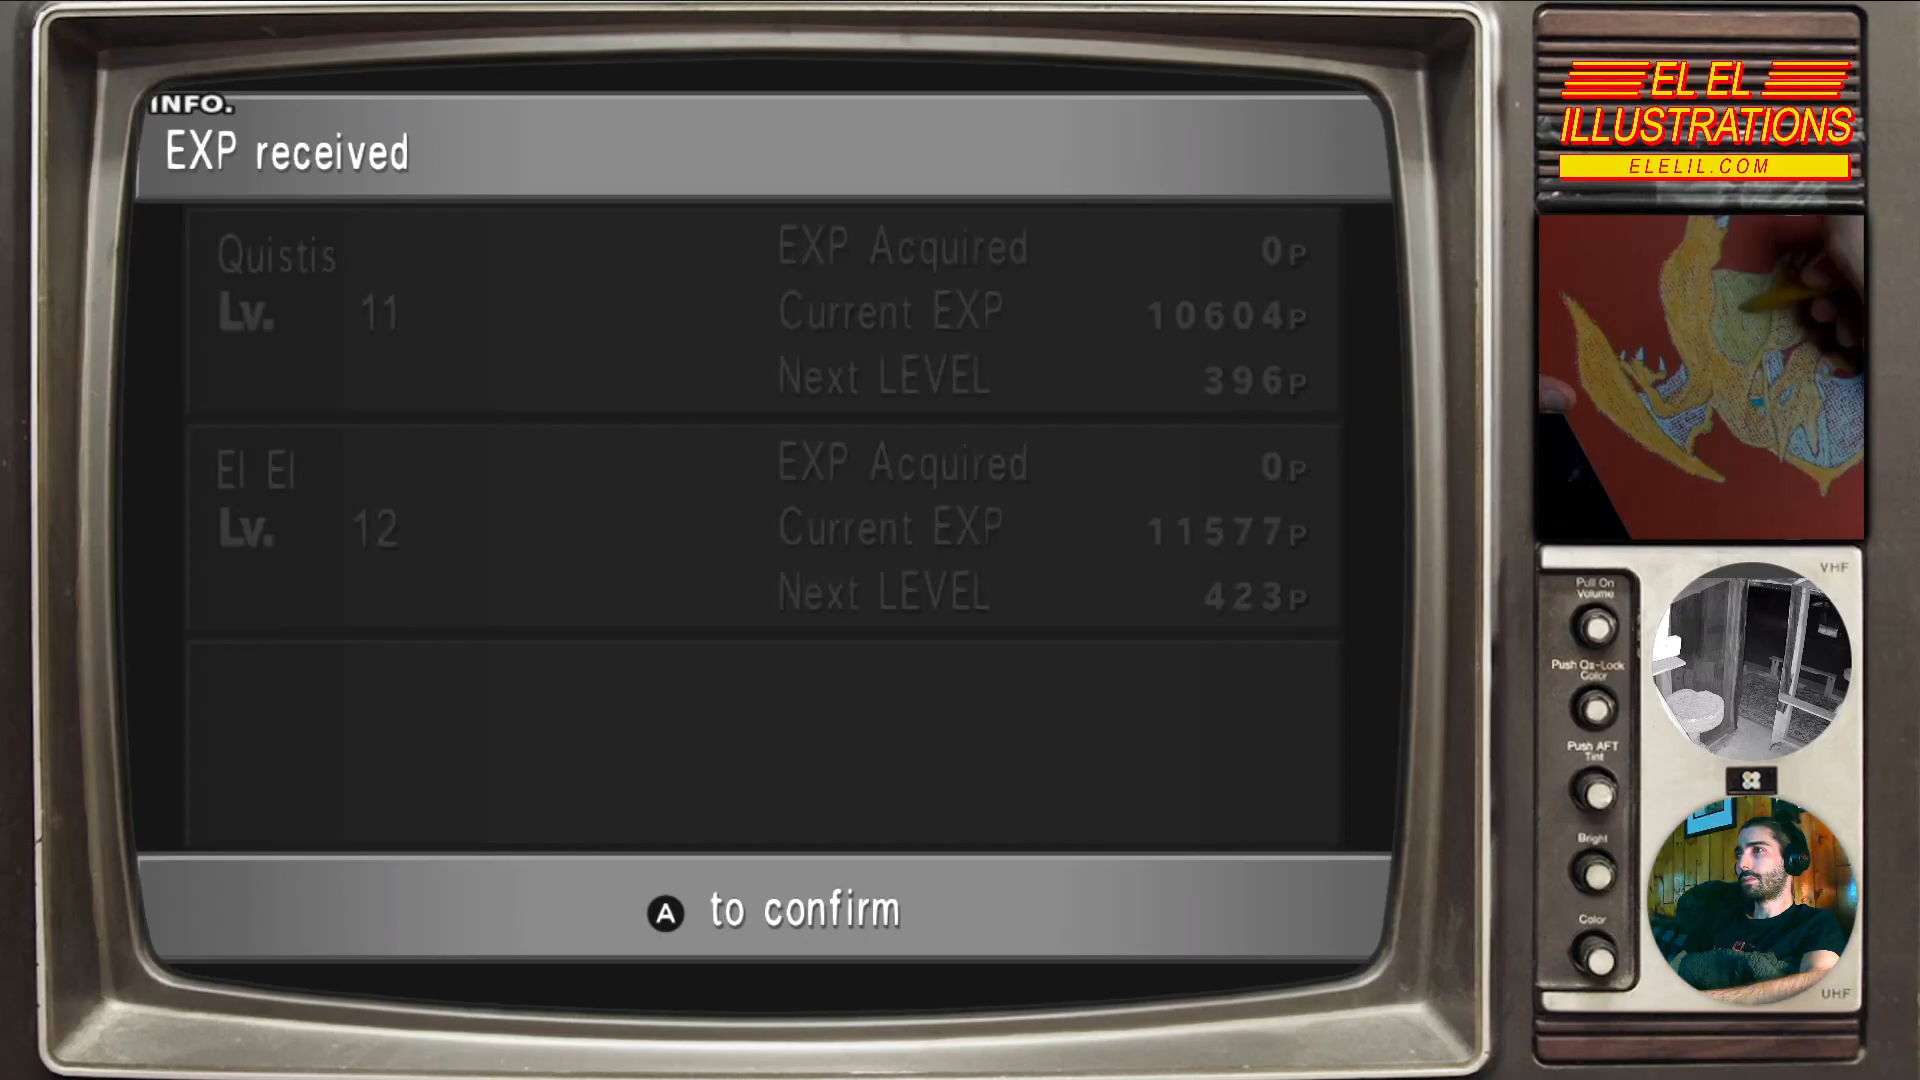 INFO.
EXP received
Quistis
Lv. 11
EXP Acquired 0P
Current EXP 10604P
Next LEVEL 396P
El El
Lv. 12
EXP Acquired 0P
Current EXP 11577P
Next LEVEL 423P
A to confirm
EL EL
ILLUSTRATIONS
ELELIL.COM
VHF
Pull On
Volume
Push Qs-Lock
Color
Push AFT
Tint
Bright
Color
UHF